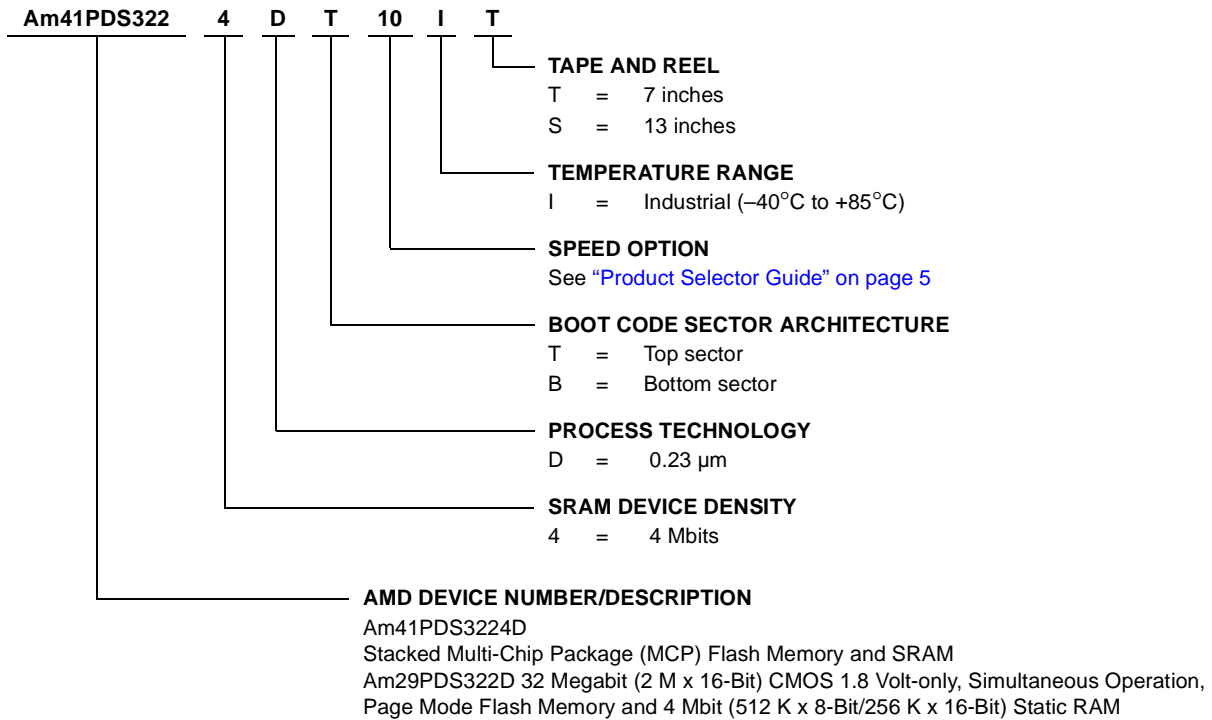 Am41PDS322 4 D T 10 I T
TAPE AND REEL
T = 7 inches
S = 13 inches
TEMPERATURE RANGE
I = Industrial (–40°C to +85°C)
SPEED OPTION
See “Product Selector Guide” on page 5
BOOT CODE SECTOR ARCHITECTURE
T = Top sector
B = Bottom sector
PROCESS TECHNOLOGY
D = 0.23 µm
SRAM DEVICE DENSITY
4 = 4 Mbits
AMD DEVICE NUMBER/DESCRIPTION
Am41PDS3224D
Stacked Multi-Chip Package (MCP) Flash Memory and SRAM
Am29PDS322D 32 Megabit (2 M x 16-Bit) CMOS 1.8 Volt-only, Simultaneous Operation,
Page Mode Flash Memory and 4 Mbit (512 K x 8-Bit/256 K x 16-Bit) Static RAM